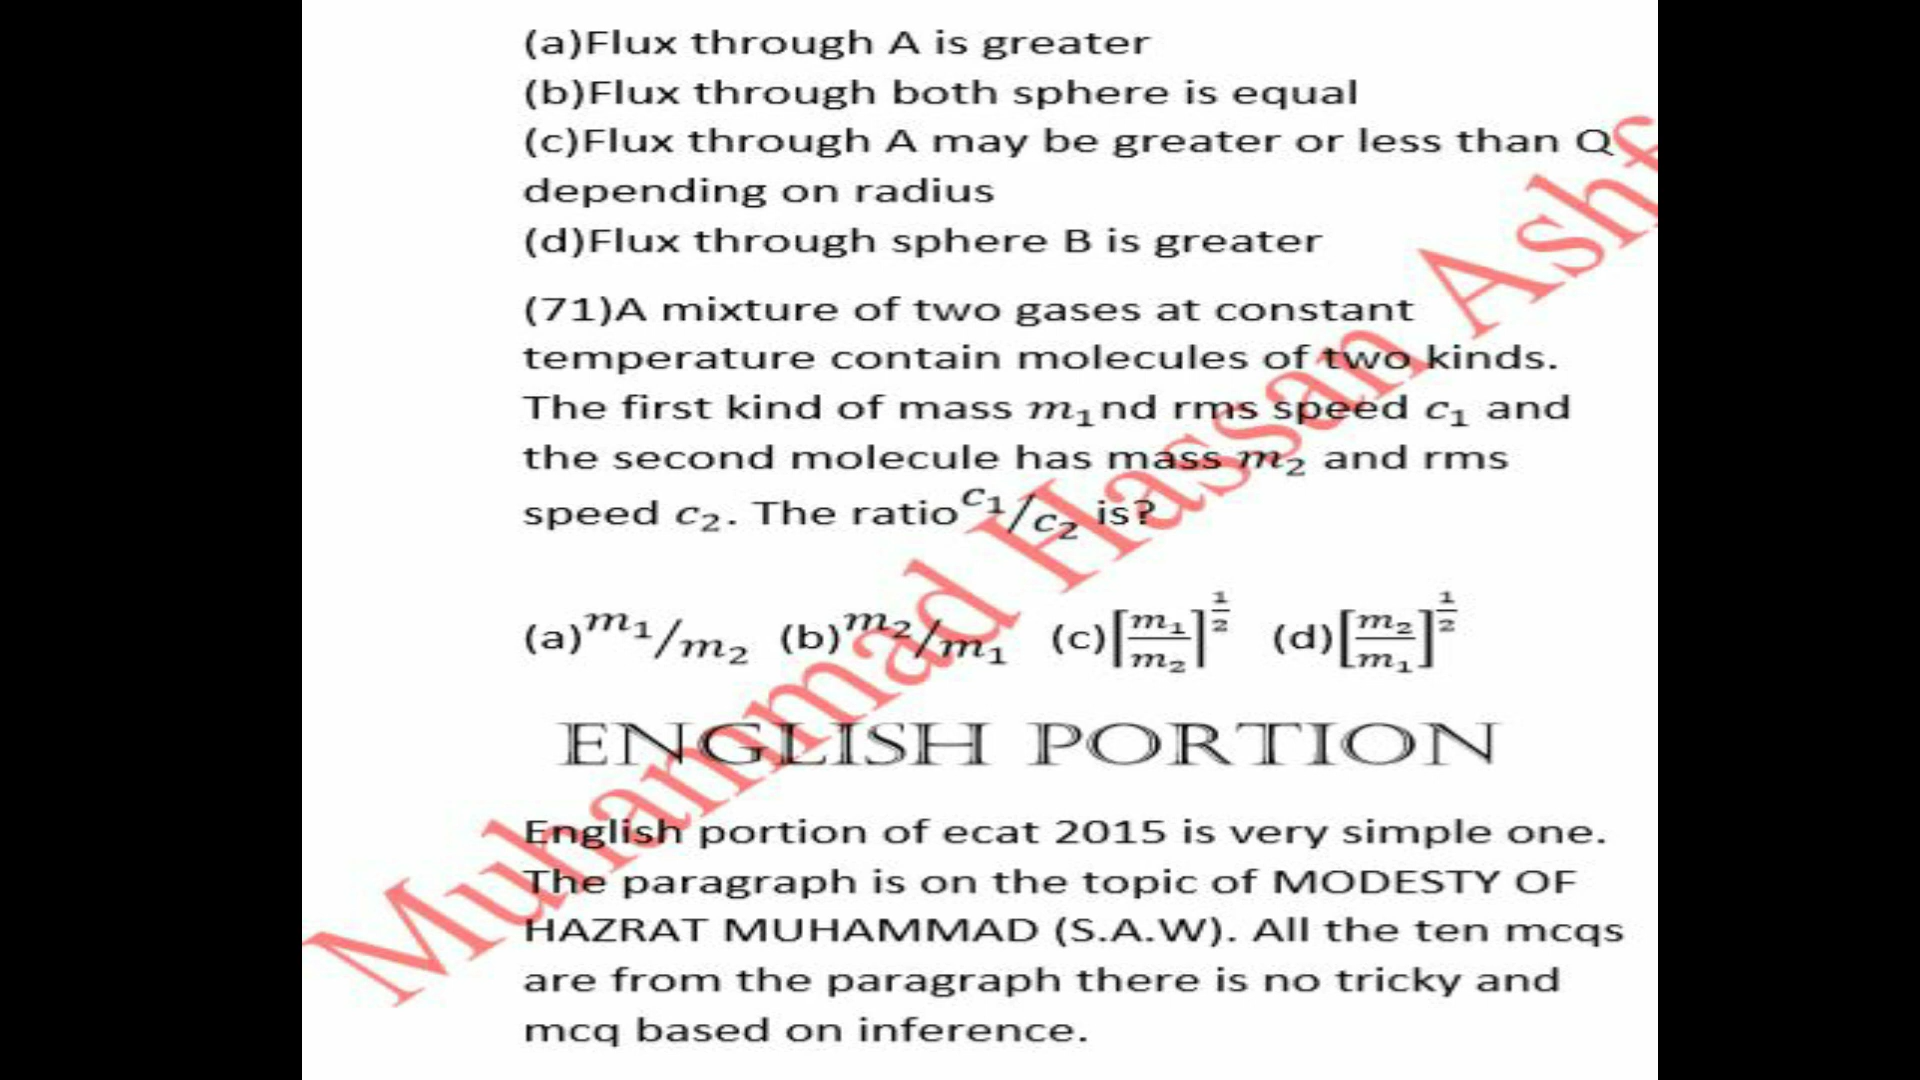 (a)Flux through A is greater
(b)Flux through both sphere is equal
(c)Flux through A may be greater or less than Q
depending on radius
(d)Flux through sphere B is greater
(71)A mixture of two gases at constant
temperature contain molecules of two kinds.
The first kind of mass m₁nd rms speed c₁ and
the second molecule has mass m₂ and rms
speed c₂. The ratio c₁/c₂ is?
(a) m₁/m₂ (b) m₂/m₁ (c)[m₁/m₂]^1/2 (d)[m₂/m₁]^1/2
ENGLISH PORTION
English portion of ecat 2015 is very simple one.
The paragraph is on the topic of MODESTY OF
HAZRAT MUHAMMAD (S.A.W). All the ten mcqs
are from the paragraph there is no tricky and
mcq based on inference.
Muhammad Hassan Ashf